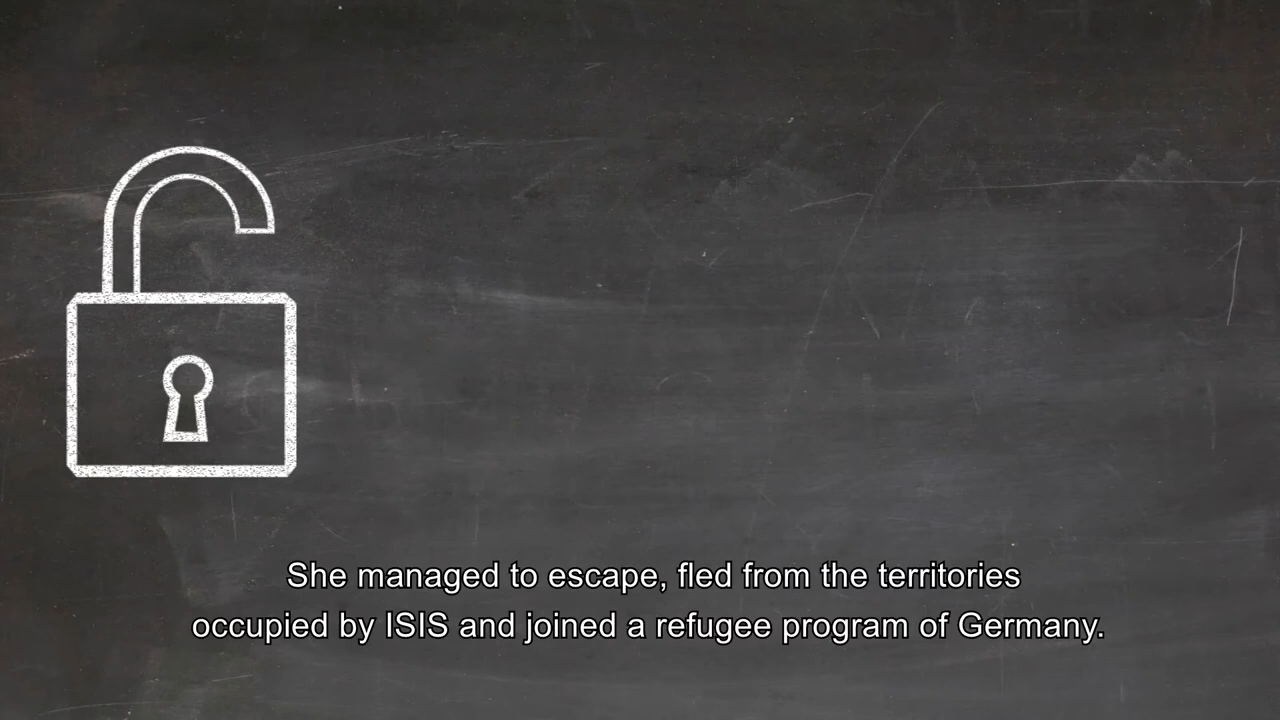 She managed to escape, fled from the territories
occupied by ISIS and joined a refugee program of Germany.